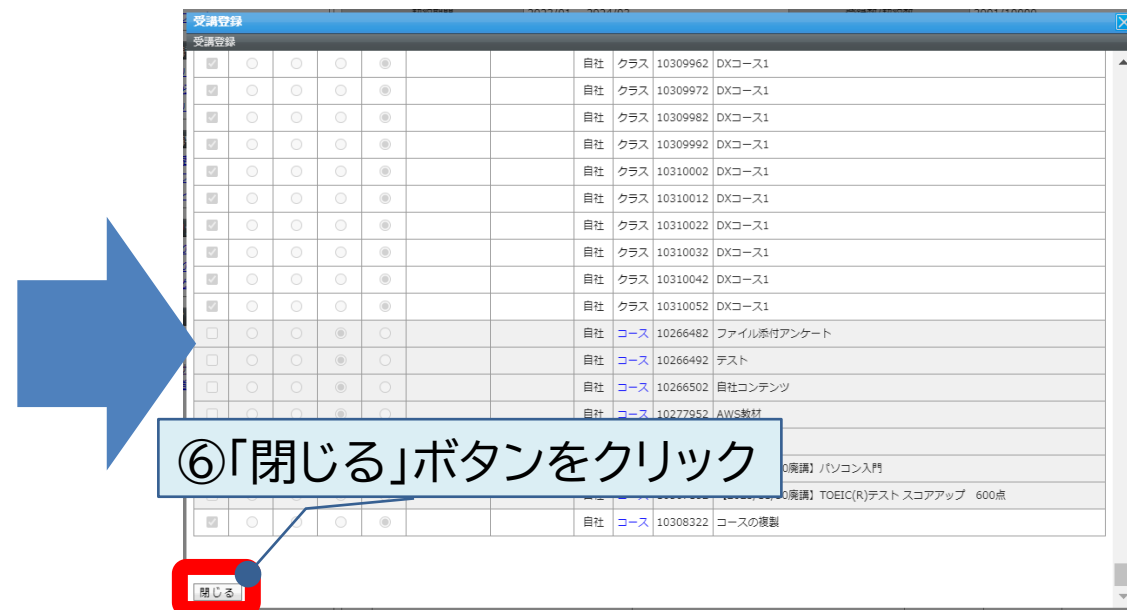 受講登録
受講登録
自社 クラス 10309962 DXコース1
自社 クラス 10309972 DXコース1
自社 クラス 10309982 DXコース1
自社 クラス 10309992 DXコース1
自社 クラス 10310002 DXコース1
自社 クラス 10310012 DXコース1
自社 クラス 10310022 DXコース1
自社 クラス 10310032 DXコース1
自社 クラス 10310042 DXコース1
自社 クラス 10310052 DXコース1
自社 コース 10266482 ファイル添付アンケート
自社 コース 10266492 テスト
自社 コース 10266502 自社コンテンツ
自社 コース 10277952 AWS教材
⑥「閉じる」ボタンをクリック
0廃講】パソコン入門
0廃講】TOEIC(R)テスト スコアアップ 600点
自社 コース 10308322 コースの複製
閉じる